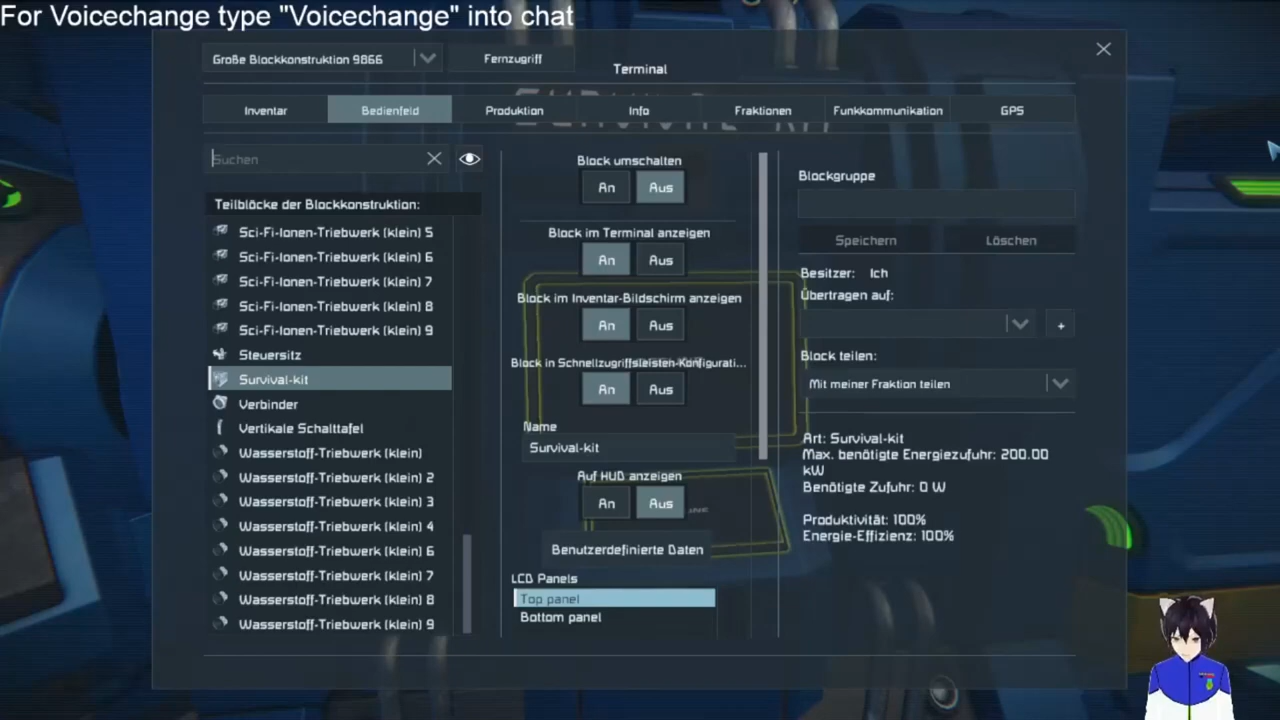 For Voicechange type "Voicechange" into chat
Große Blockkonstruktion 9866
Fernzugriff
Terminal
Inventar
Bedienfeld
Produktion
Info
Fraktionen
Funkkommunikation
GPS
Suchen
Teilblöcke der Blockkonstruktion:
Sci-Fi-Ionen-Triebwerk (klein) 5
Sci-Fi-Ionen-Triebwerk (klein) 6
Sci-Fi-Ionen-Triebwerk (klein) 7
Sci-Fi-Ionen-Triebwerk (klein) 8
Sci-Fi-Ionen-Triebwerk (klein) 9
Steuersitz
Survival-kit
Verbinder
Vertikale Schalttafel
Wasserstoff-Triebwerk (klein)
Wasserstoff-Triebwerk (klein) 2
Wasserstoff-Triebwerk (klein) 3
Wasserstoff-Triebwerk (klein) 4
Wasserstoff-Triebwerk (klein) 6
Wasserstoff-Triebwerk (klein) 7
Wasserstoff-Triebwerk (klein) 8
Wasserstoff-Triebwerk (klein) 9
Block umschalten
An Aus
Block im Terminal anzeigen
An Aus
Block im Inventar-Bildschirm anzeigen
An Aus
Block in Schnellzugriffsleisten-Konfigurati...
An Aus
Name
Survival-kit
Auf HUD anzeigen
An Aus
Benutzerdefinierte Daten
LCD Panels
Top panel
Bottom panel
Blockgruppe
Speichern
Löschen
Besitzer: Ich
Übertragen auf:
+
Block teilen:
Mit meiner Fraktion teilen
Art: Survival-kit
Max. benötigte Energiezufuhr: 200.00
kW
Benötigte Zufuhr: 0 W
Produktivität: 100%
Energie-Effizienz: 100%